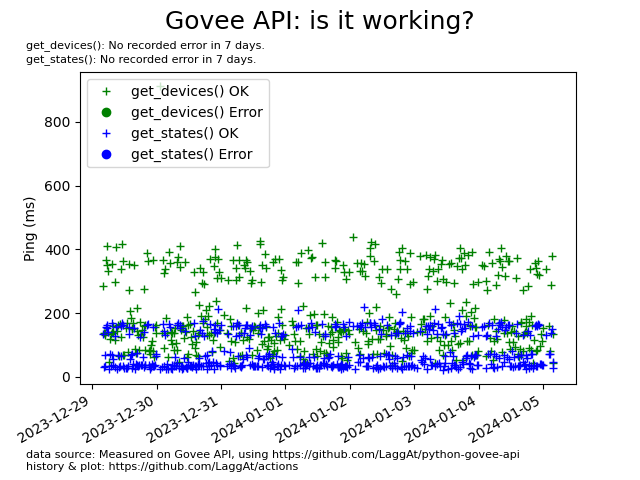 Govee API: is it working?
get_devices(): No recorded error in 7 days.
get_states(): No recorded error in 7 days.
get_devices() OK
get_devices() Error
get_states() OK
get_states() Error
Ping (ms)
800
600
400
200
0
2023-12-29
2023-12-30
2023-12-31
2024-01-01
2024-01-02
2024-01-03
2024-01-04
2024-01-05
data source: Measured on Govee API, using https://github.com/LaggAt/python-govee-api
history & plot: https://github.com/LaggAt/actions